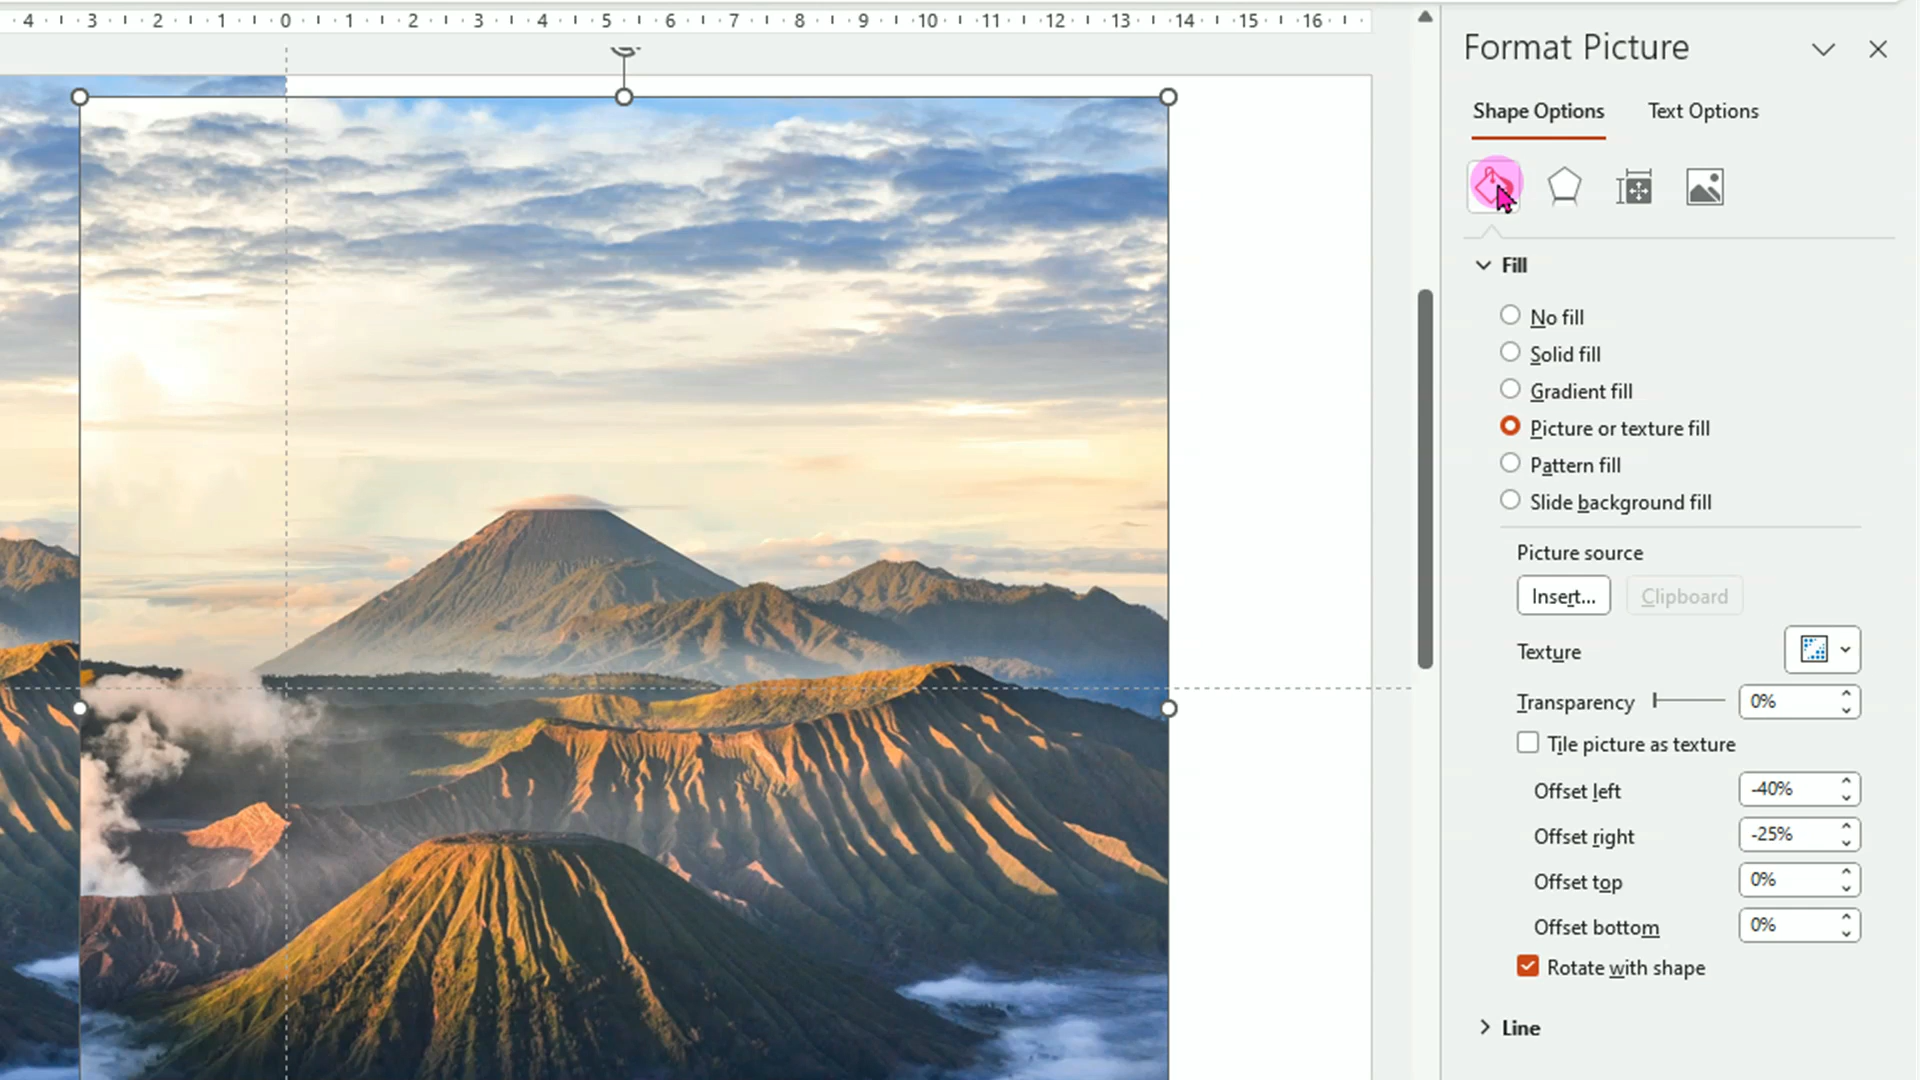 4 3 2 1 0 1 2 3 4 5 6 7 8 9 10 11 12 13 14 15 16
Format Picture
Shape Options Text Options
Fill
No fill
Solid fill
Gradient fill
Picture or texture fill
Pattern fill
Slide background fill
Picture source
Insert... Clipboard
Texture
Transparency 0%
Tile picture as texture
Offset left -40%
Offset right -25%
Offset top 0%
Offset bottom 0%
Rotate with shape
Line